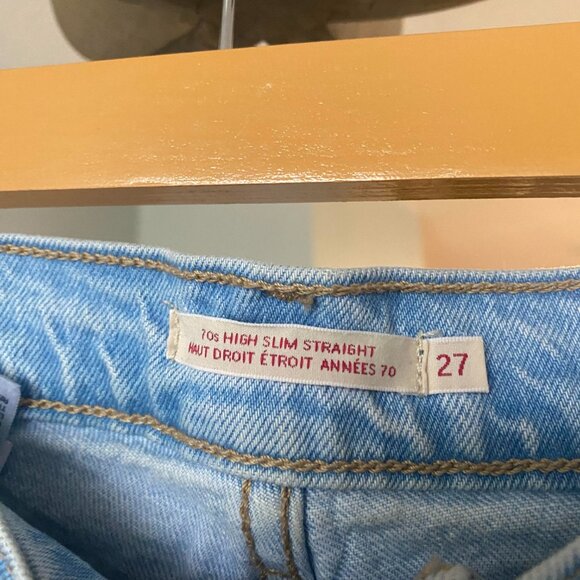 70s HIGH SLIM STRAIGHT
HAUT DROIT ÉTROIT ANNÉES 70
27